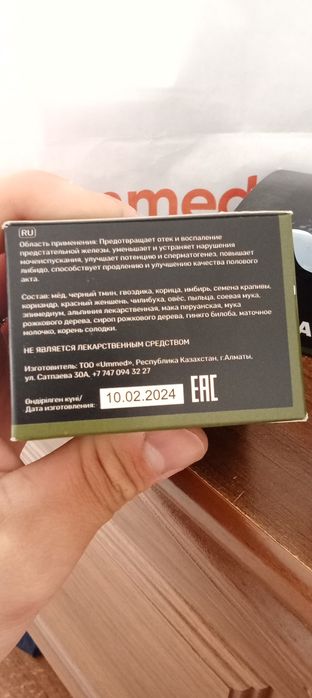 med
RU
Область применения: Предотвращает отек и воспаление
предстательной железы, уменьшает и устраняет нарушения
мочеиспускания, улучшает потенцию и сперматогенез, повышает
либидо, способствует продлению и улучшению качества полового
акта.
Состав: мёд, черный тмин, гвоздика, корица, имбирь, семена крапивы,
кориандр, красный женьшень, чилибуха, овёс, пыльца, соевая мука,
эпимедиум, альпиния лекарственная, мака перуанская, мука
рожкового дерева, сироп рожкового дерева, гинкго билоба, маточное
молочко, корень солодки.
НЕ ЯВЛЯЕТСЯ ЛЕКАРСТВЕННЫМ СРЕДСТВОМ
Изготовитель: ТОО «Ummed», Республика Казахстан, г.Алматы,
ул. Сатпаева 30А, +7 747 094 32 27
Өндірілген күні/
Дата изготовления:
10.02.2024
EAC
A